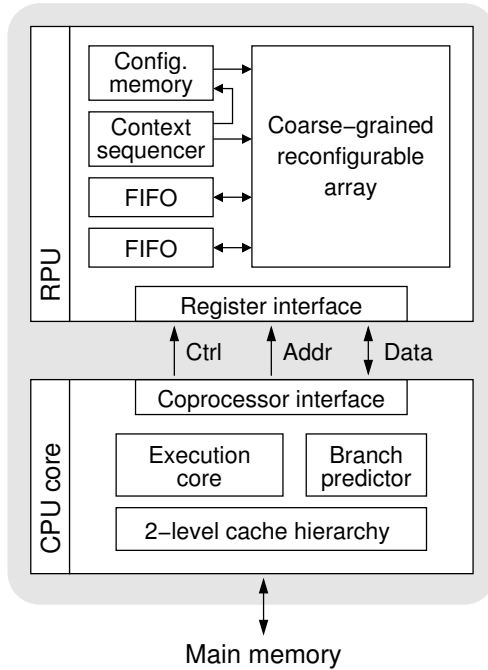 RPU
Config.
memory
Context
sequencer
FIFO
FIFO
Coarse−grained
reconfigurable
array
Register interface
Ctrl
Addr
Data
CPU core
Coprocessor interface
Execution
core
Branch
predictor
2−level cache hierarchy
Main memory